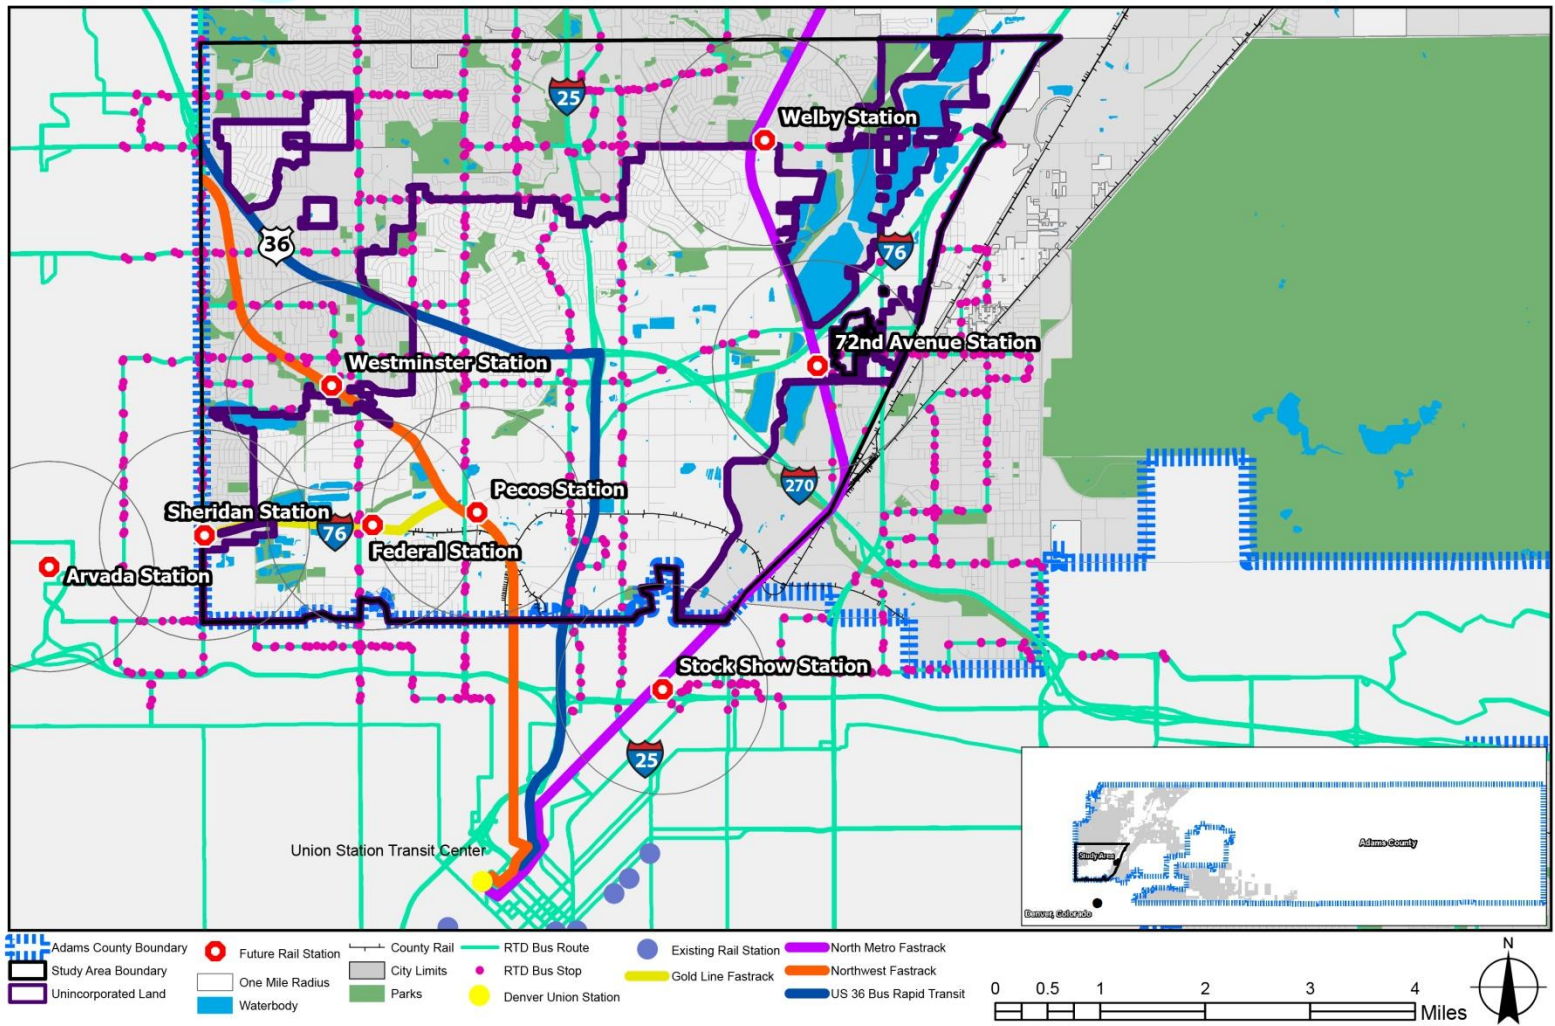 25
Welby Station
36
76
72nd Avenue Station
Westminster Station
270
Pecos Station
Sheridan Station
76
Federal Station
Arvada Station
Stock Show Station
25
Union Station Transit Center
Adams County
Study Area
Denver, Colorado
Adams County Boundary
Study Area Boundary
Unincorporated Land
Future Rail Station
One Mile Radius
Waterbody
County Rail
City Limits
Parks
RTD Bus Route
RTD Bus Stop
Denver Union Station
Existing Rail Station
Gold Line Fastrack
North Metro Fastrack
Northwest Fastrack
US 36 Bus Rapid Transit
0 0.5 1 2 3 4
Miles
N